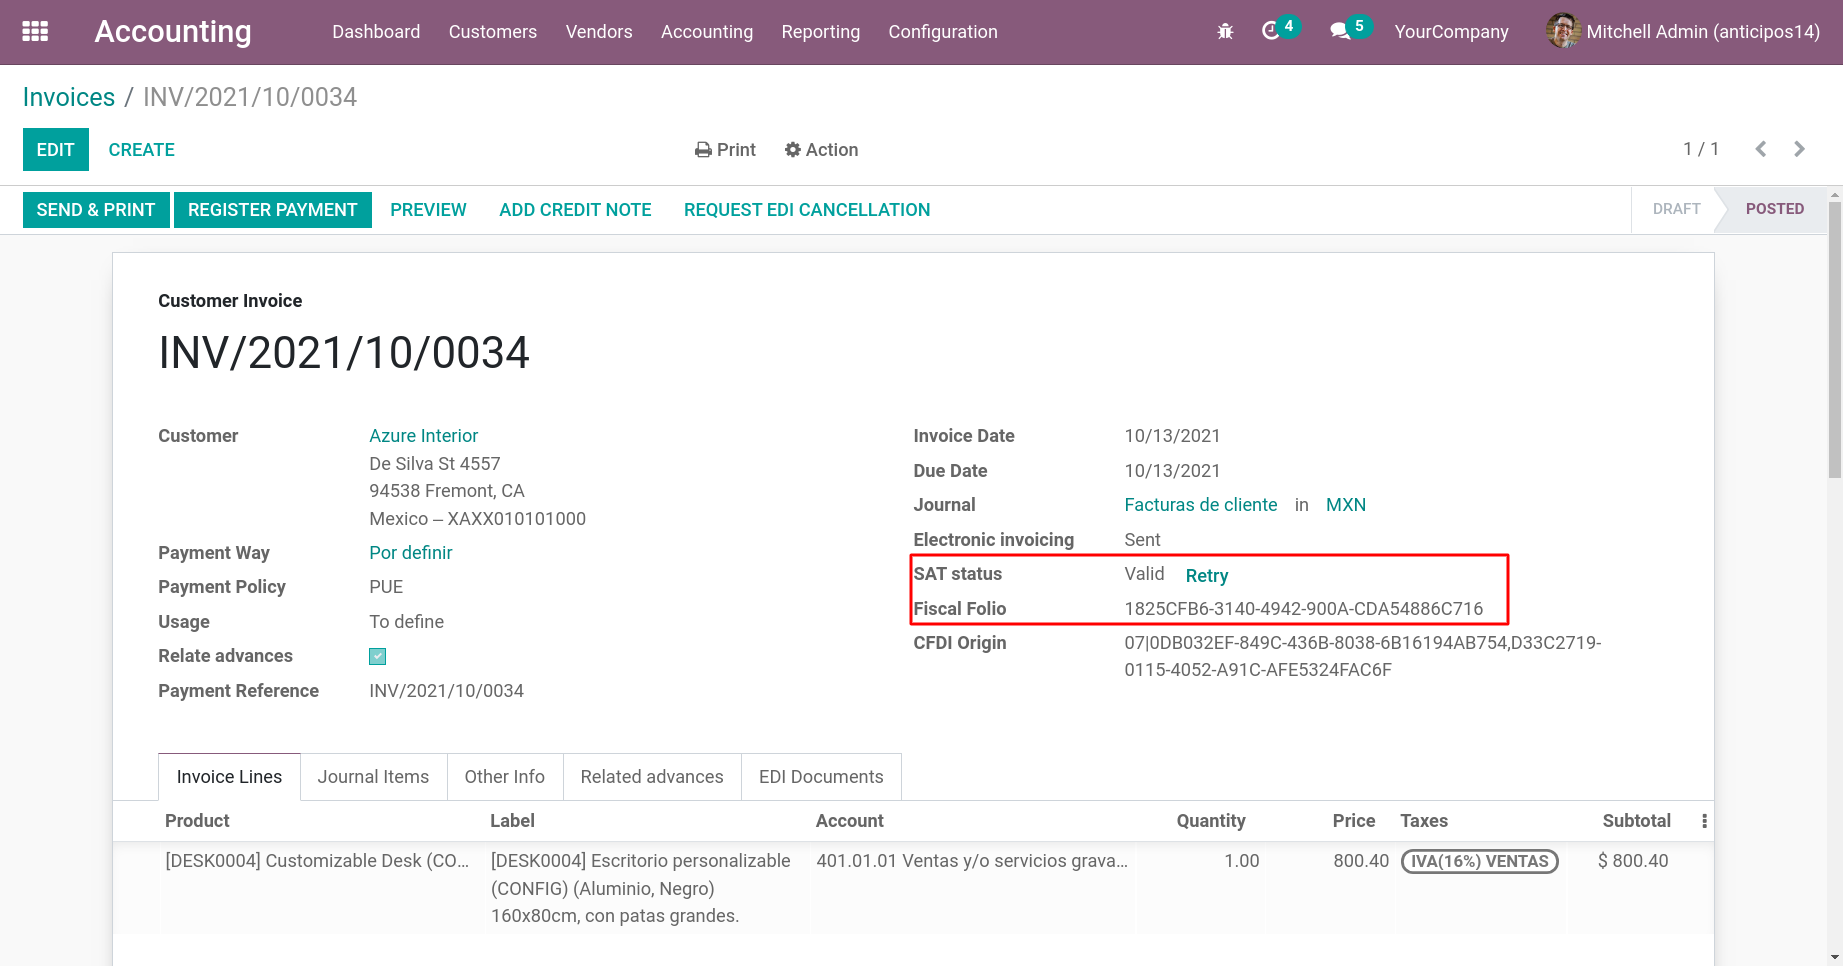 Accounting
Dashboard Customers Vendors Accounting Reporting Configuration
4 5 YourCompany Mitchell Admin (anticipos14)
Invoices / INV/2021/10/0034
EDIT CREATE Print Action 1 / 1
SEND & PRINT REGISTER PAYMENT PREVIEW ADD CREDIT NOTE REQUEST EDI CANCELLATION DRAFT POSTED
Customer Invoice
INV/2021/10/0034
Customer Azure Interior
De Silva St 4557
94538 Fremont, CA
Mexico – XAXX010101000
Payment Way Por definir
Payment Policy PUE
Usage To define
Relate advances
Payment Reference INV/2021/10/0034
Invoice Date 10/13/2021
Due Date 10/13/2021
Journal Facturas de cliente in MXN
Electronic invoicing Sent
SAT status Valid Retry
Fiscal Folio 1825CFB6-3140-4942-900A-CDA54886C716
CFDI Origin 07|0DB032EF-849C-436B-8038-6B16194AB754,D33C2719-
0115-4052-A91C-AFE5324FAC6F
Invoice Lines Journal Items Other Info Related advances EDI Documents
Product Label Account Quantity Price Taxes Subtotal
[DESK0004] Customizable Desk (CO... [DESK0004] Escritorio personalizable 401.01.01 Ventas y/o servicios grava... 1.00 800.40 IVA(16%) VENTAS $ 800.40
(CONFIG) (Aluminio, Negro)
160x80cm, con patas grandes.